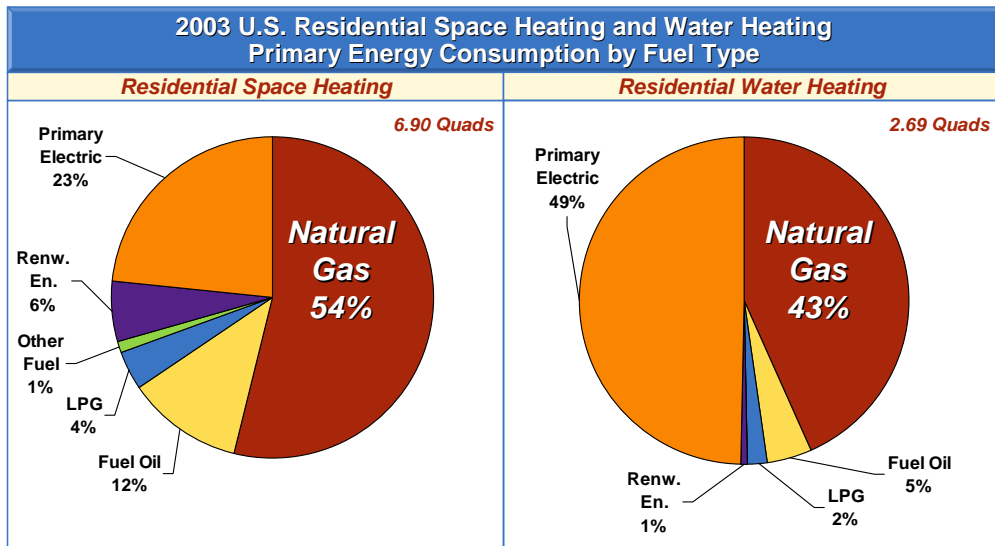 2003 U.S. Residential Space Heating and Water Heating
Primary Energy Consumption by Fuel Type
Residential Space Heating
6.90 Quads
Primary
Electric
23%
Natural
Gas
54%
Renw.
En.
6%
Other
Fuel
1%
LPG
4%
Fuel Oil
12%
Residential Water Heating
2.69 Quads
Primary
Electric
49%
Natural
Gas
43%
Fuel Oil
5%
LPG
2%
Renw.
En.
1%